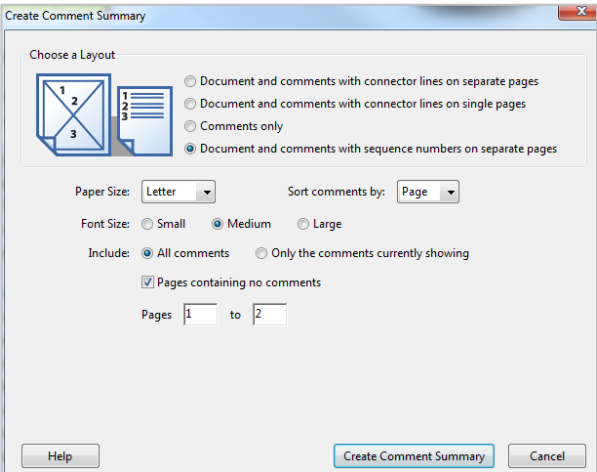 Create Comment Summary
Choose a Layout
1
2
3
1
2
3
Document and comments with connector lines on separate pages
Document and comments with connector lines on single pages
Comments only
Document and comments with sequence numbers on separate pages
Paper Size: Letter Sort comments by: Page
Font Size: Small Medium Large
Include: All comments Only the comments currently showing
Pages containing no comments
Pages 1 to 2
Help Create Comment Summary Cancel